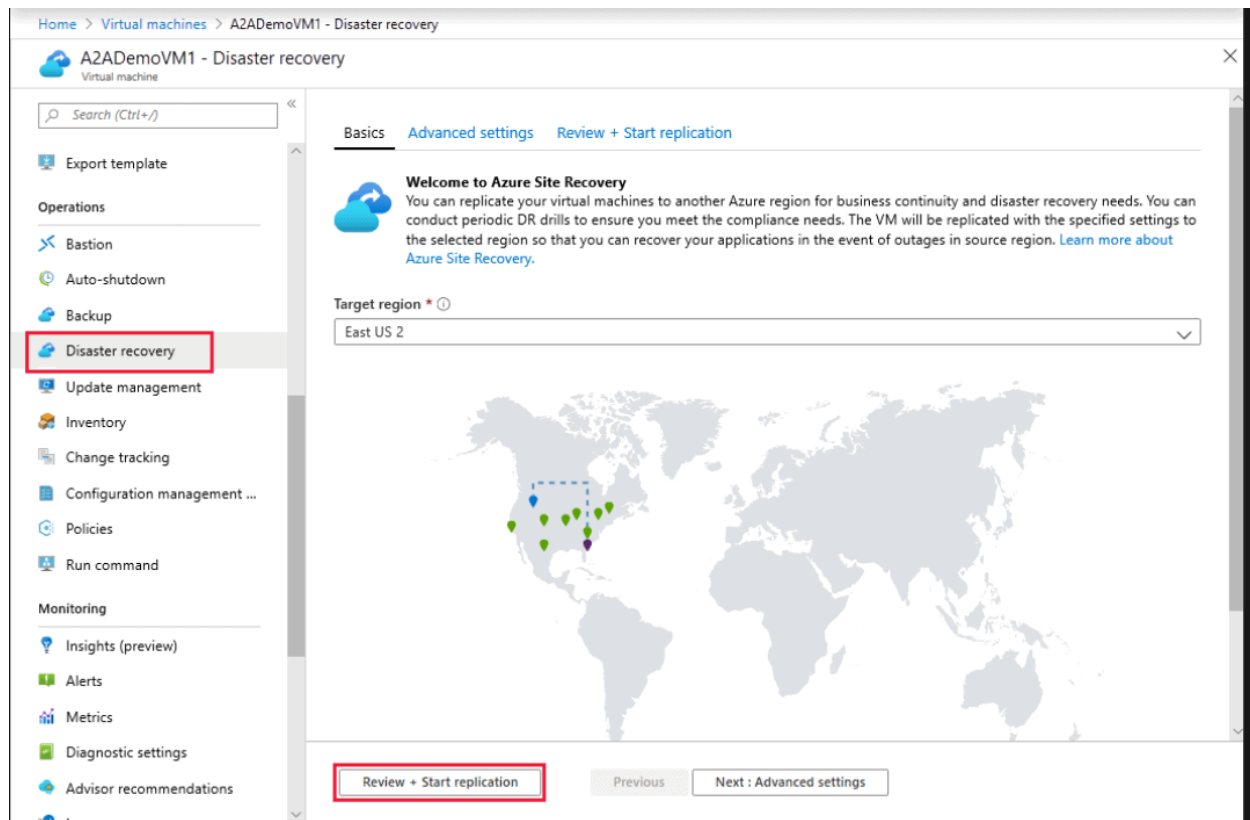 Home > Virtual machines > A2ADemoVM1 - Disaster recovery
A2ADemoVM1 - Disaster recovery
Virtual machine
Search (Ctrl+/)
Export template
Operations
Bastion
Auto-shutdown
Backup
Disaster recovery
Update management
Inventory
Change tracking
Configuration management ...
Policies
Run command
Monitoring
Insights (preview)
Alerts
Metrics
Diagnostic settings
Advisor recommendations
Basics Advanced settings Review + Start replication
Welcome to Azure Site Recovery
You can replicate your virtual machines to another Azure region for business continuity and disaster recovery needs. You can
conduct periodic DR drills to ensure you meet the compliance needs. The VM will be replicated with the specified settings to
the selected region so that you can recover your applications in the event of outages in source region. Learn more about
Azure Site Recovery.
Target region *
East US 2
Review + Start replication Previous Next : Advanced settings